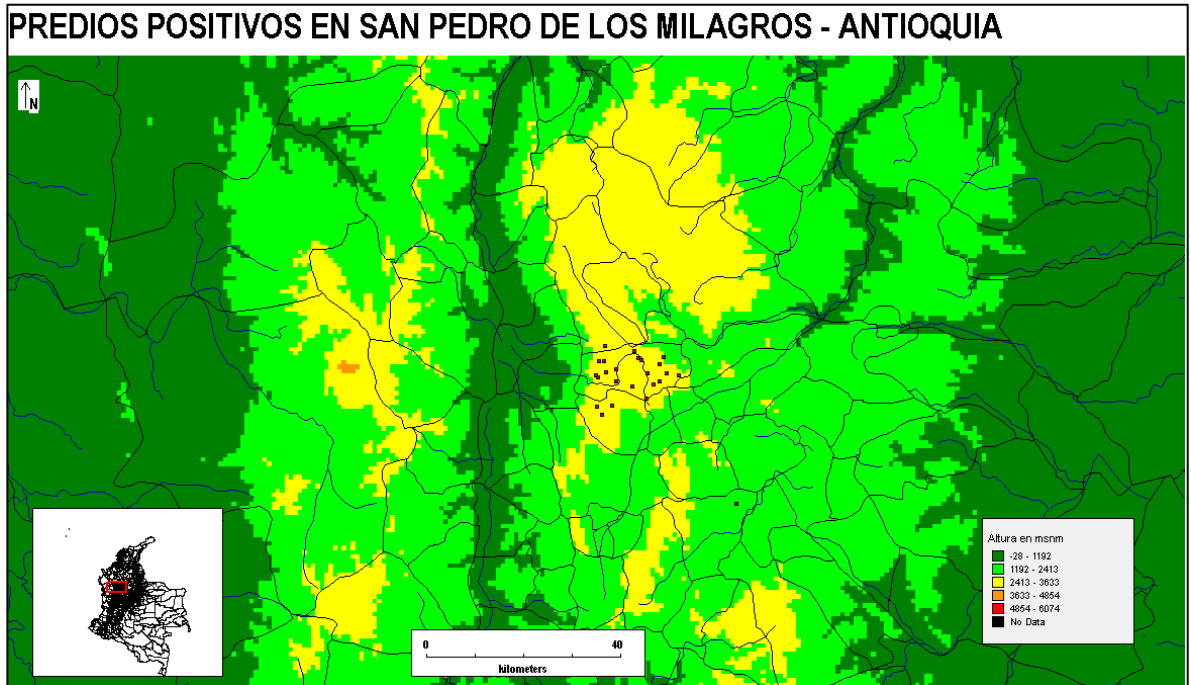 PREDIOS POSITIVOS EN SAN PEDRO DE LOS MILAGROS - ANTIOQUIA
N
Altura en msnm
-28 - 1192
1192 - 2413
2413 - 3633
3633 - 4854
4854 - 6074
No Data
0 40
kilometers